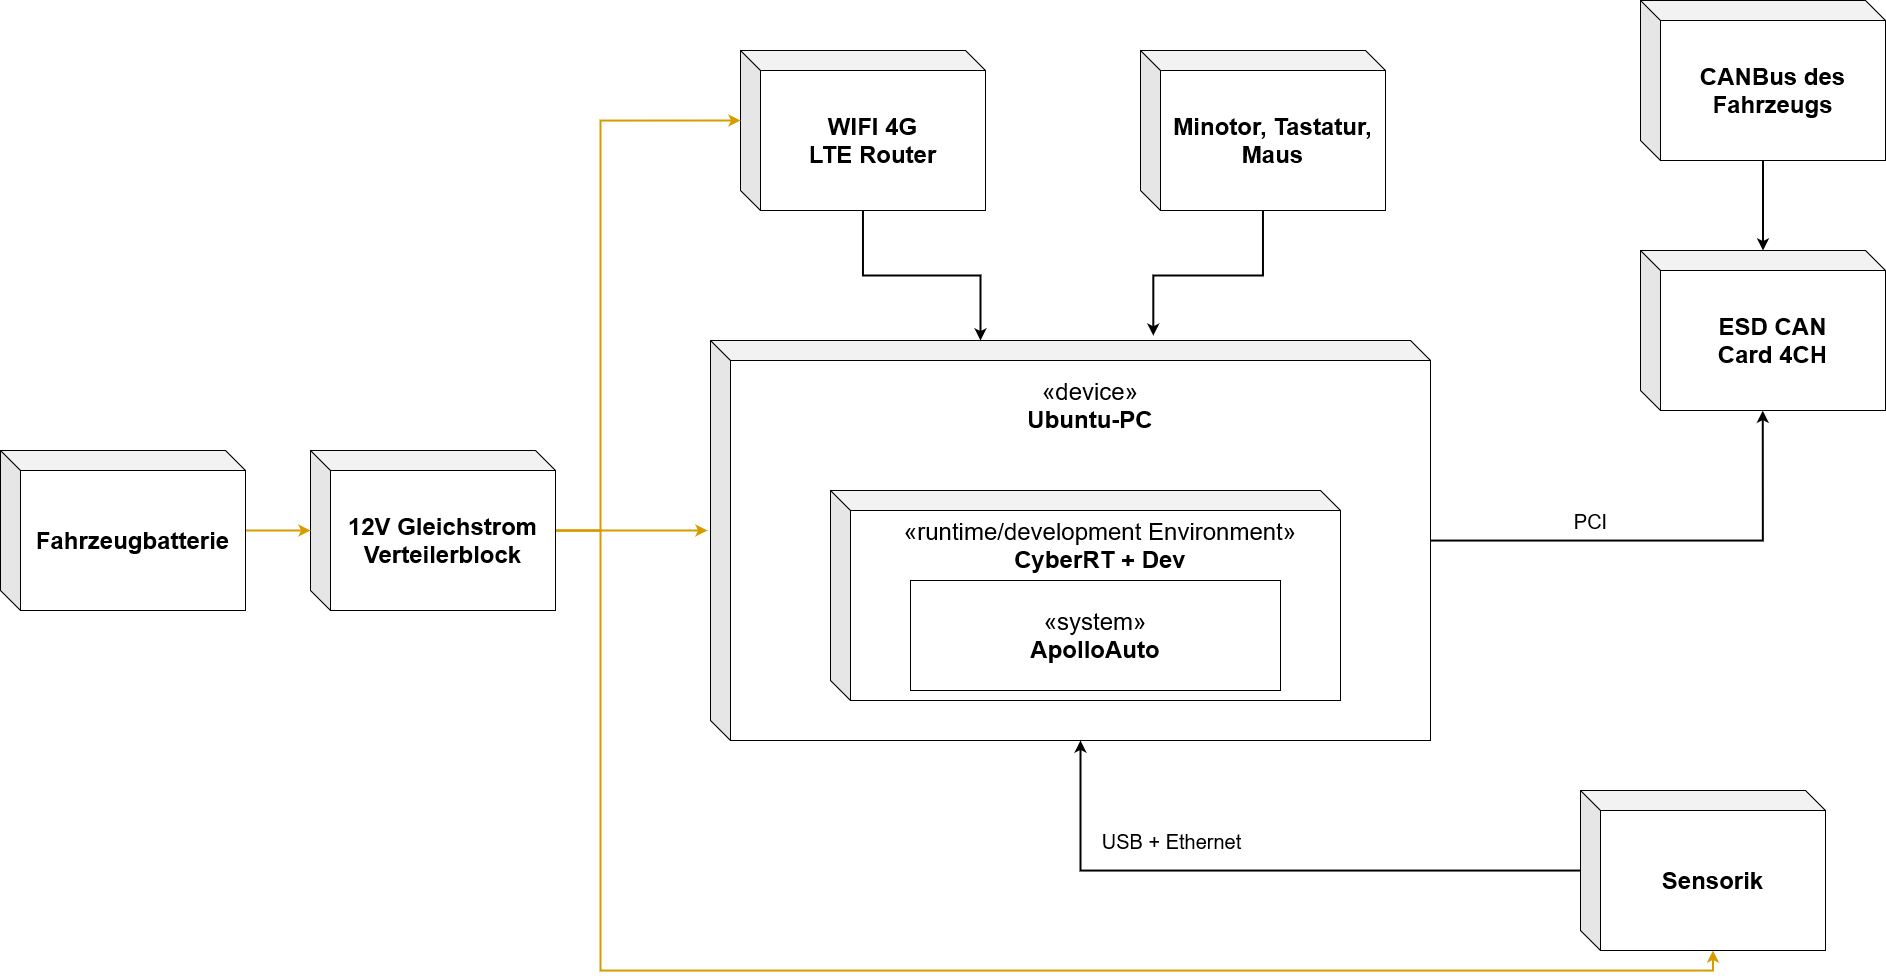 CANBus des
Fahrzeugs
WIFI 4G
LTE Router
Minotor, Tastatur,
Maus
ESD CAN
Card 4CH
«device»
Ubuntu-PC
Fahrzeugbatterie
12V Gleichstrom
Verteilerblock
«runtime/development Environment»
CyberRT + Dev
«system»
ApolloAuto
PCI
USB + Ethernet
Sensorik